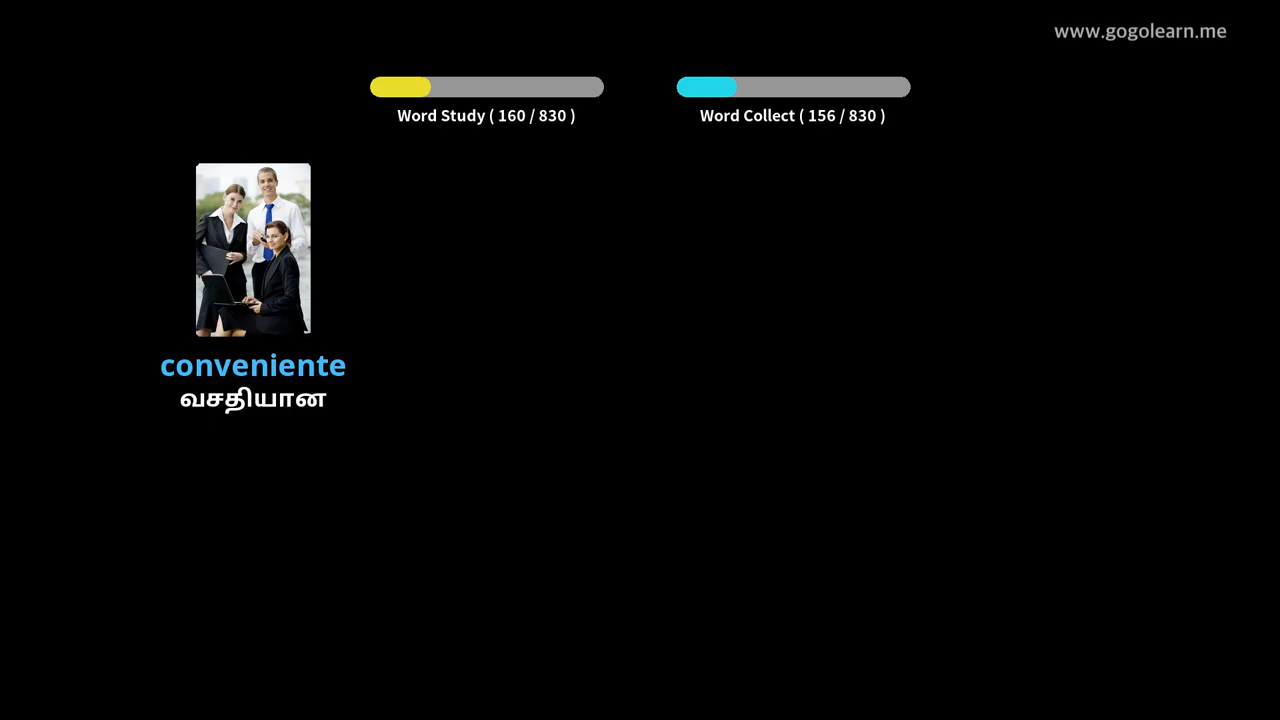 www.gogolearn.me
Word Study ( 160 / 830 )
Word Collect ( 156 / 830 )
conveniente
வசதியான